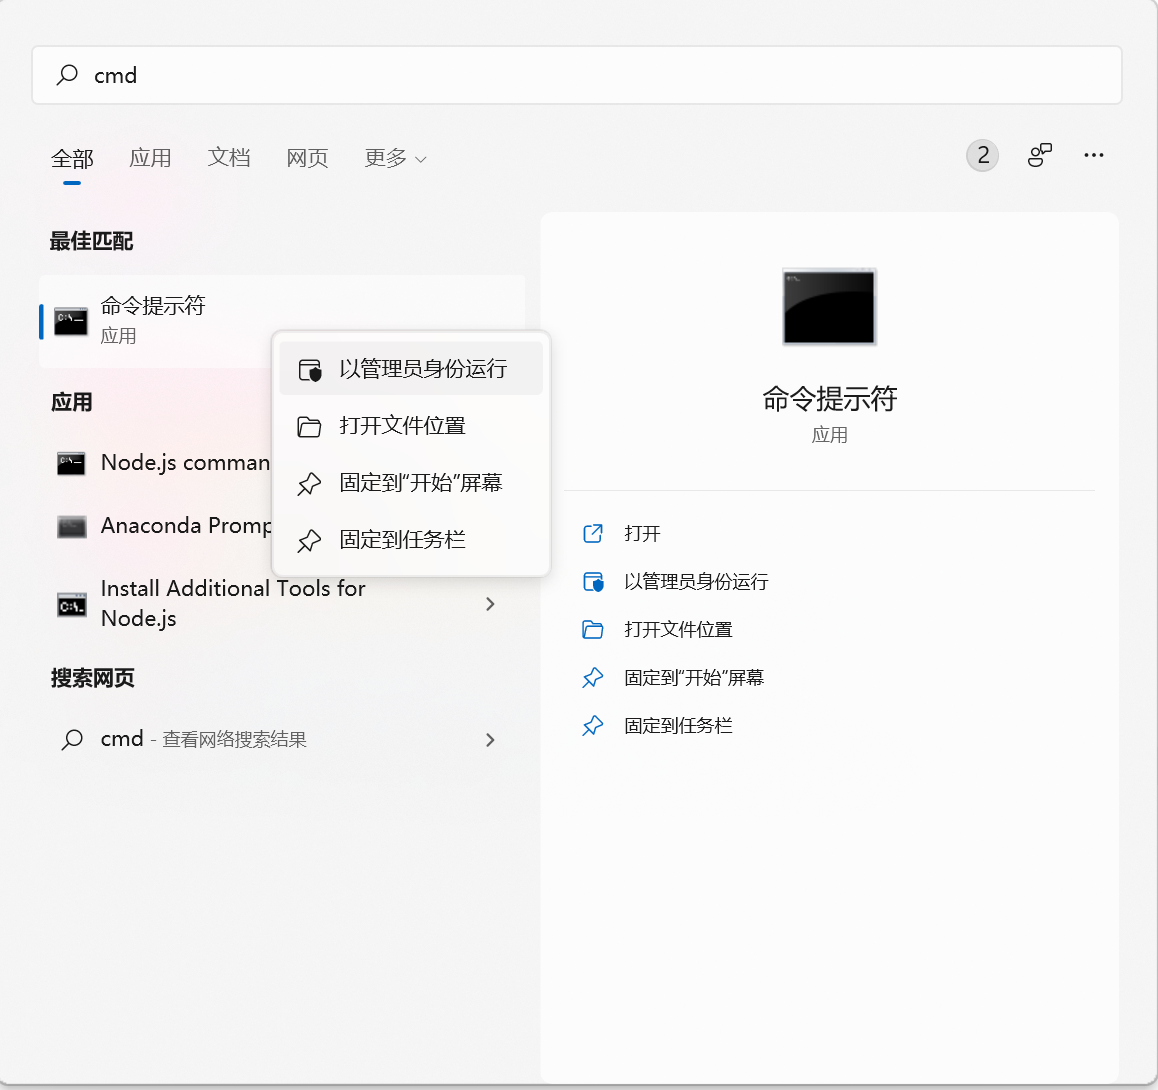 cmd
全部
应用
文档
网页
更多
2
最佳匹配
命令提示符
应用
以管理员身份运行
打开文件位置
固定到“开始”屏幕
固定到任务栏
应用
Node.js comman
Anaconda Promp
Install Additional Tools for
Node.js
搜索网页
cmd - 查看网络搜索结果
命令提示符
应用
打开
以管理员身份运行
打开文件位置
固定到“开始”屏幕
固定到任务栏